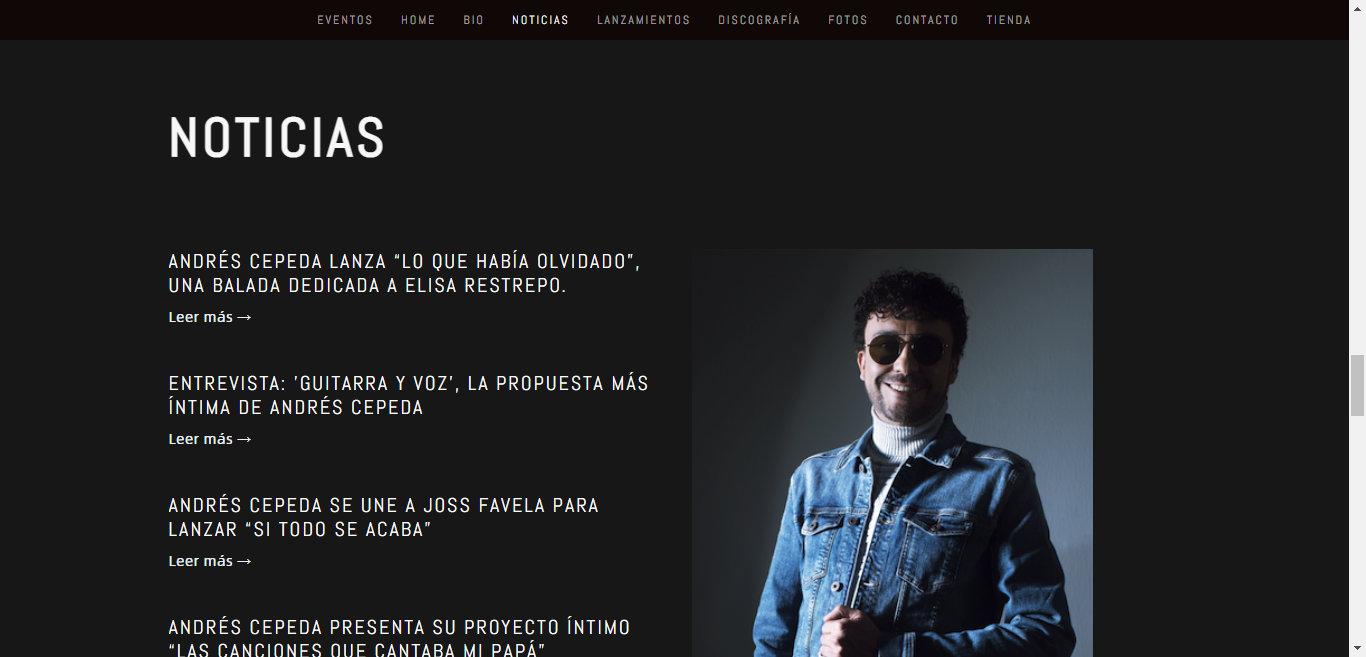 EVENTOS HOME BIO NOTICIAS LANZAMIENTOS DISCOGRAFÍA FOTOS CONTACTO TIENDA
NOTICIAS
ANDRÉS CEPEDA LANZA “LO QUE HABÍA OLVIDADO”,
UNA BALADA DEDICADA A ELISA RESTREPO.
Leer más →
ENTREVISTA: ’GUITARRA Y VOZ’, LA PROPUESTA MÁS
ÍNTIMA DE ANDRÉS CEPEDA
Leer más →
ANDRÉS CEPEDA SE UNE A JOSS FAVELA PARA
LANZAR “SI TODO SE ACABA”
Leer más →
ANDRÉS CEPEDA PRESENTA SU PROYECTO ÍNTIMO
“LAS CANCIONES QUE CANTABA MI PAPÁ”